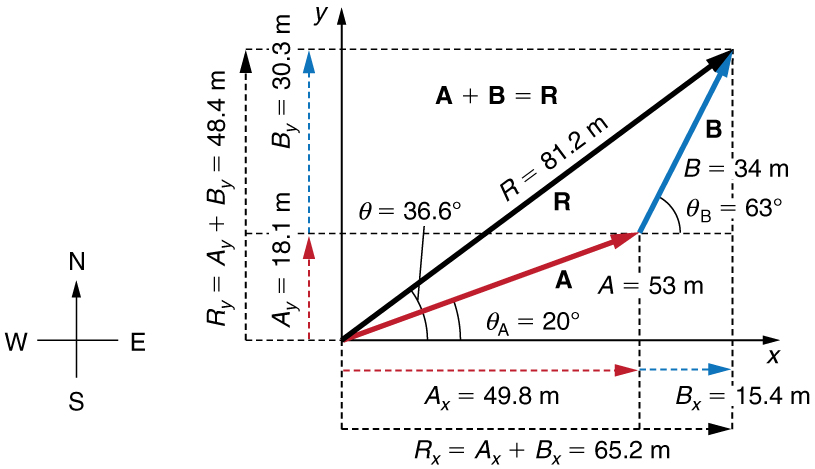 y
A + B = R
R = 81.2 m
R
B
B = 34 m
θB = 63°
θ = 36.6°
A
A = 53 m
θA = 20°
x
By = 30.3 m
Ay = 18.1 m
Ry = Ay + By = 48.4 m
N
W
E
S
Ax = 49.8 m
Bx = 15.4 m
Rx = Ax + Bx = 65.2 m